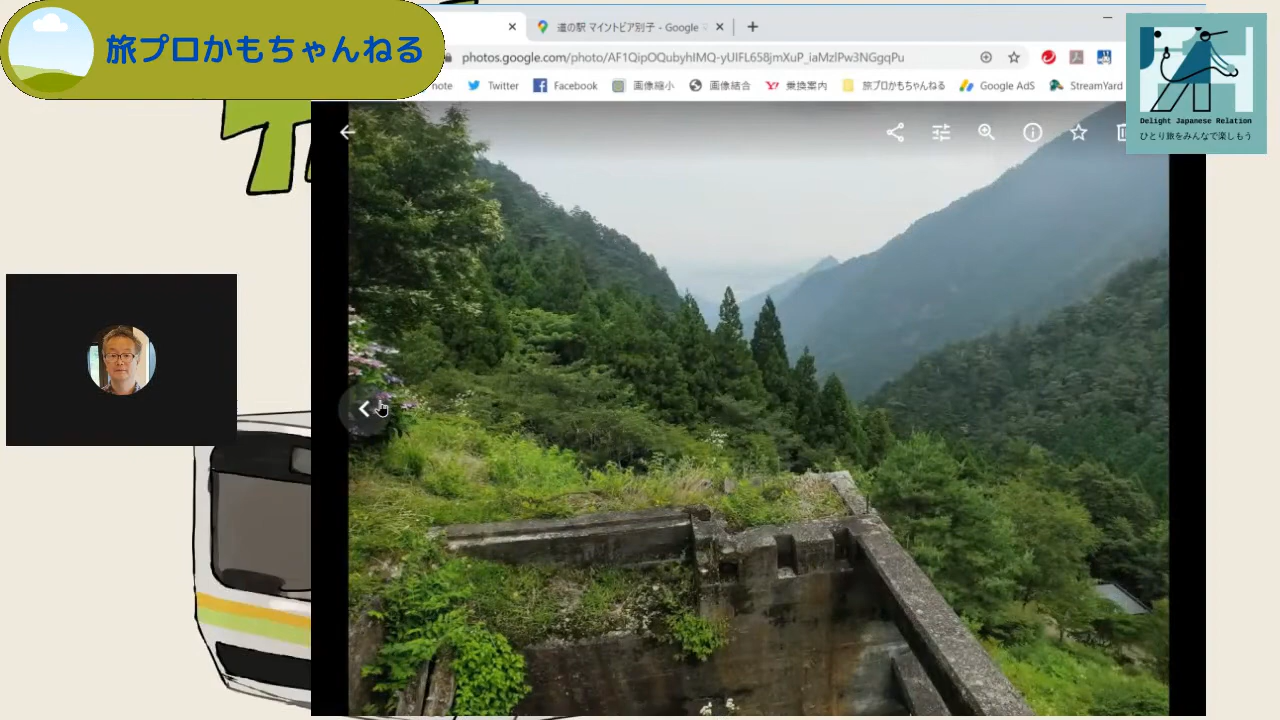 旅プロかもちゃんねる
道の駅 マイントピア別子 - Google
photos.google.com/photo/AF1QipOQubyhIMQ-yUIFL658jmXuP_iaMzlPw3NGgqPu
note Twitter Facebook 画像縮小 画像結合 乗換案内 旅プロかもちゃんねる Google AdS StreamYard
Delight Japanese Relation
ひとり旅をみんなで楽しもう